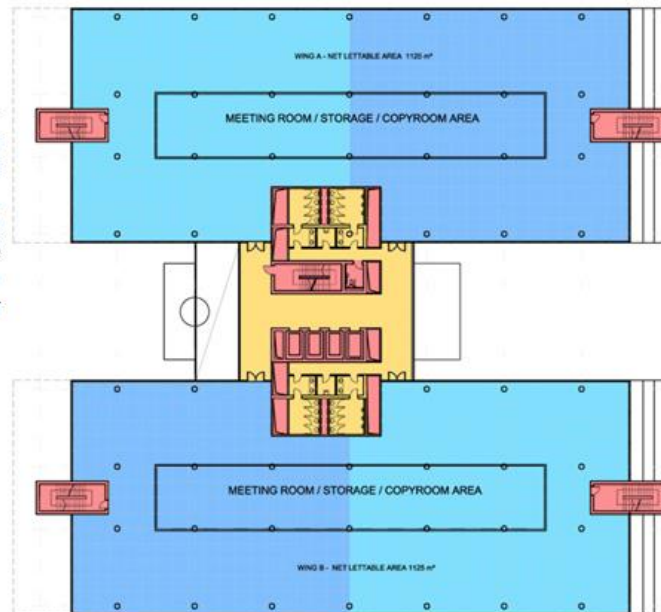 WING A - NET LETTABLE AREA 1120 m²
MEETING ROOM / STORAGE / COPYROOM AREA
MEETING ROOM / STORAGE / COPYROOM AREA
WING B - NET LETTABLE AREA 1125 m²